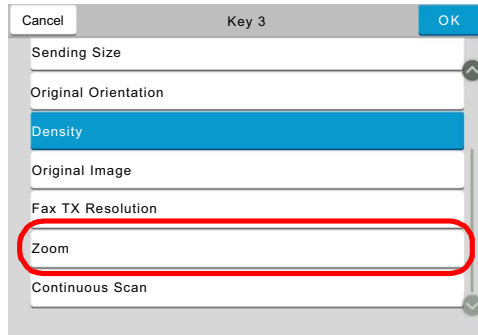 Cancel Key 3 OK
Sending Size
Original Orientation
Density
Original Image
Fax TX Resolution
Zoom
Continuous Scan